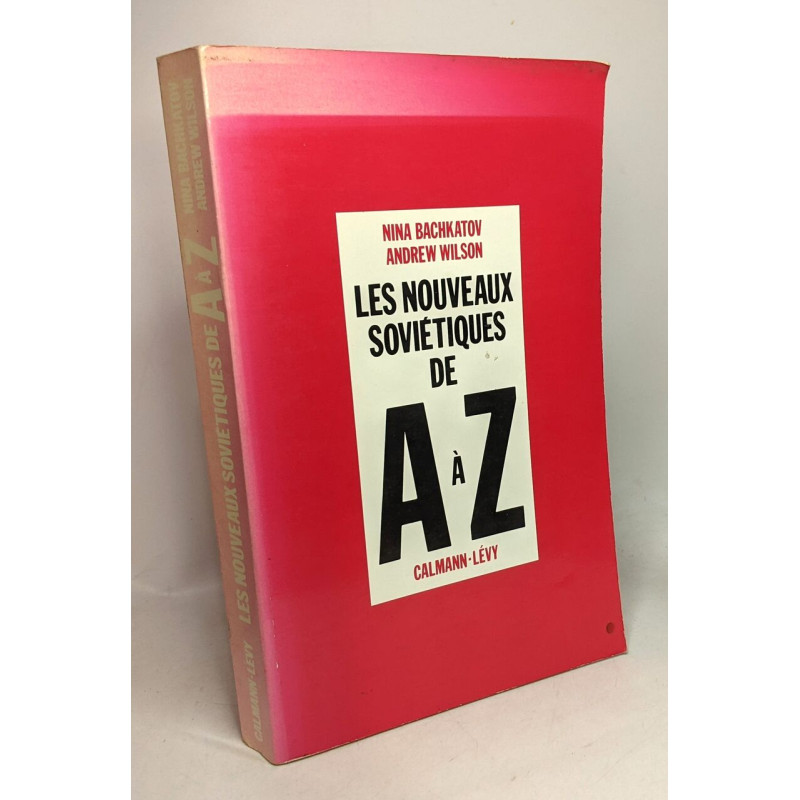 NINA BACHKATOV
ANDREW WILSON
LES NOUVEAUX
SOVIÉTIQUES
DE
A À Z
CALMANN-LÉVY
NINA BACHKATOV
ANDREW WILSON
LES NOUVEAUX SOVIÉTIQUES DE A À Z
CALMANN-LÉVY